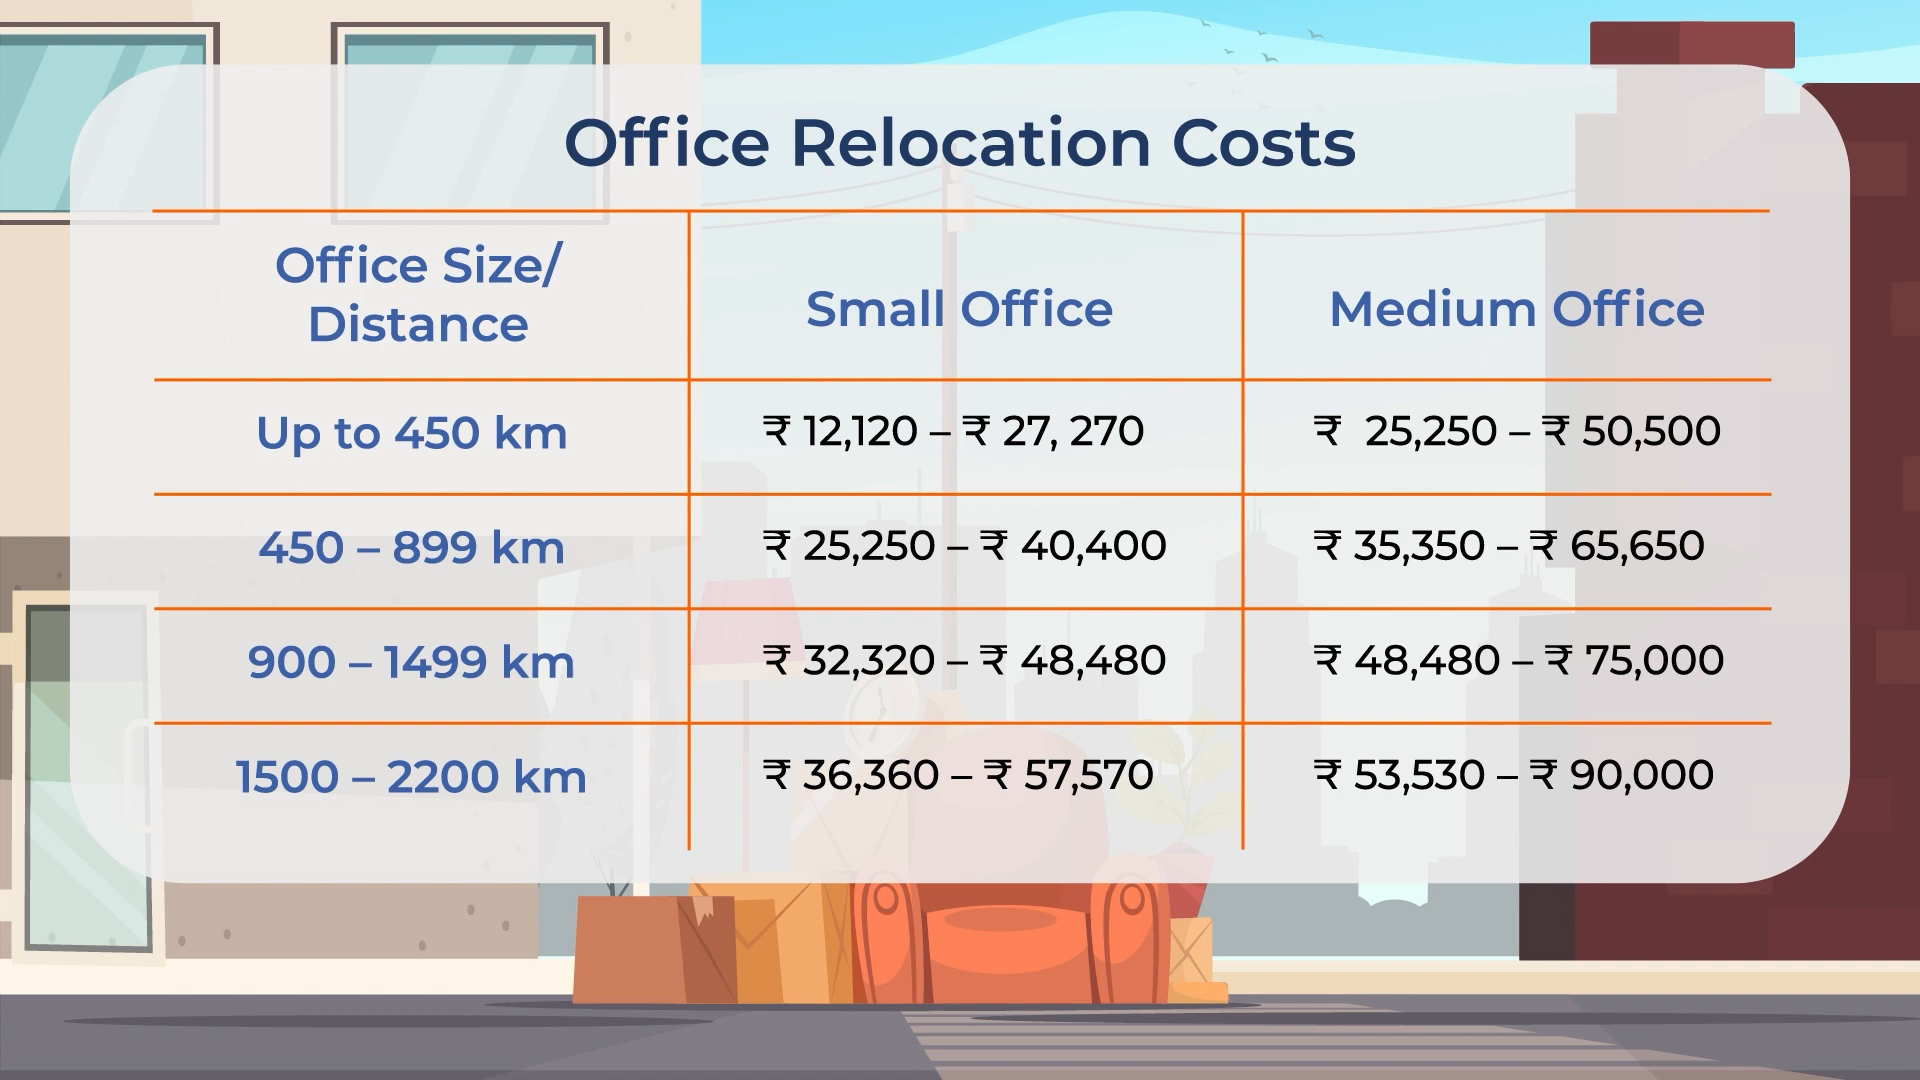 Office Relocation Costs
Office Size/
Distance
Small Office
Medium Office
Up to 450 km
₹ 12,120 – ₹ 27, 270
₹  25,250 – ₹ 50,500
450 – 899 km
₹ 25,250 – ₹ 40,400
₹ 35,350 – ₹ 65,650
900 – 1499 km
₹ 32,320 – ₹ 48,480
₹ 48,480 – ₹ 75,000
1500 – 2200 km
₹ 36,360 – ₹ 57,570
₹ 53,530 – ₹ 90,000